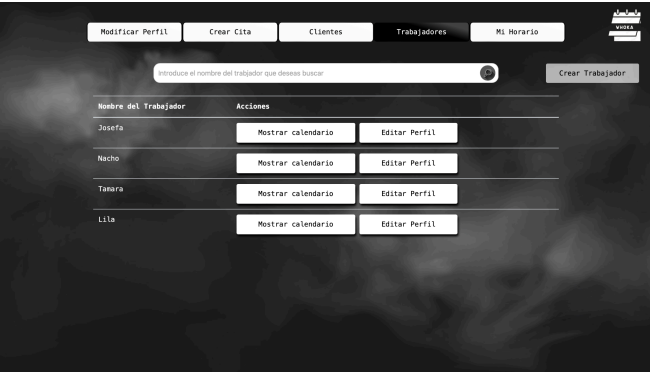 Modificar Perfil
Crear Cita
Clientes
Trabajadores
Mi Horario
WHOKA
Introduce el nombre del trabjador que deseas buscar
Crear Trabajador
Nombre del Trabajador Acciones
Josefa Mostrar calendario Editar Perfil
Nacho Mostrar calendario Editar Perfil
Tamara Mostrar calendario Editar Perfil
Lila Mostrar calendario Editar Perfil